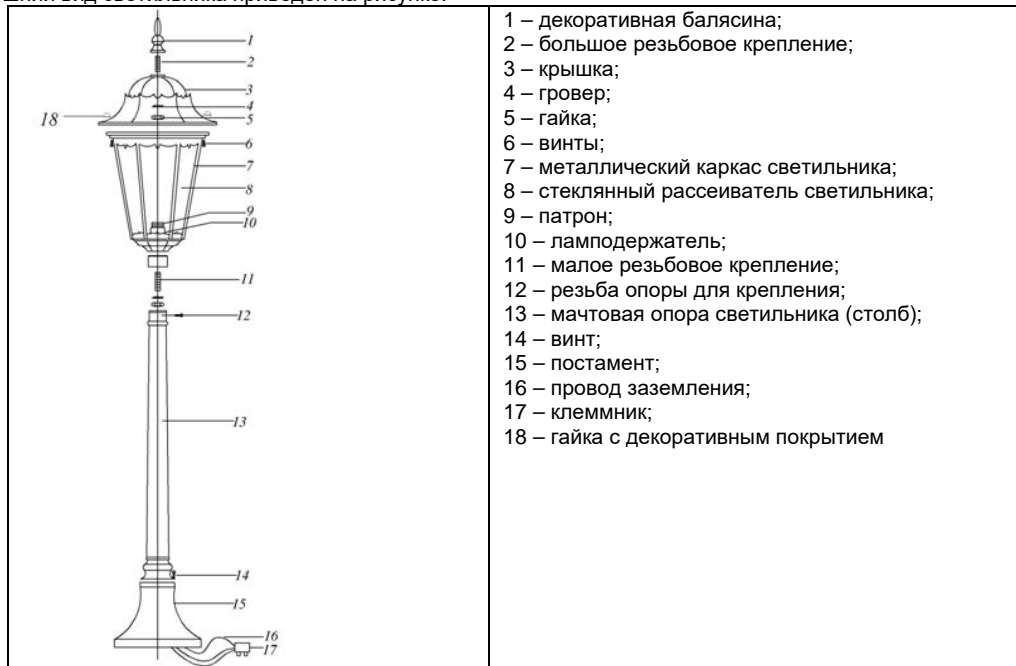 1 – декоративная балясина;
2 – большое резьбовое крепление;
3 – крышка;
4 – гровер;
5 – гайка;
6 – винты;
7 – металлический каркас светильника;
8 – стеклянный рассеиватель светильника;
9 – патрон;
10 – ламподержатель;
11 – малое резьбовое крепление;
12 – резьба опоры для крепления;
13 – мачтовая опора светильника (столб);
14 – винт;
15 – постамент;
16 – провод заземления;
17 – клеммник;
18 – гайка с декоративным покрытием
1
2
3
4
18
5
6
7
8
9
10
11
12
13
14
15
16
17